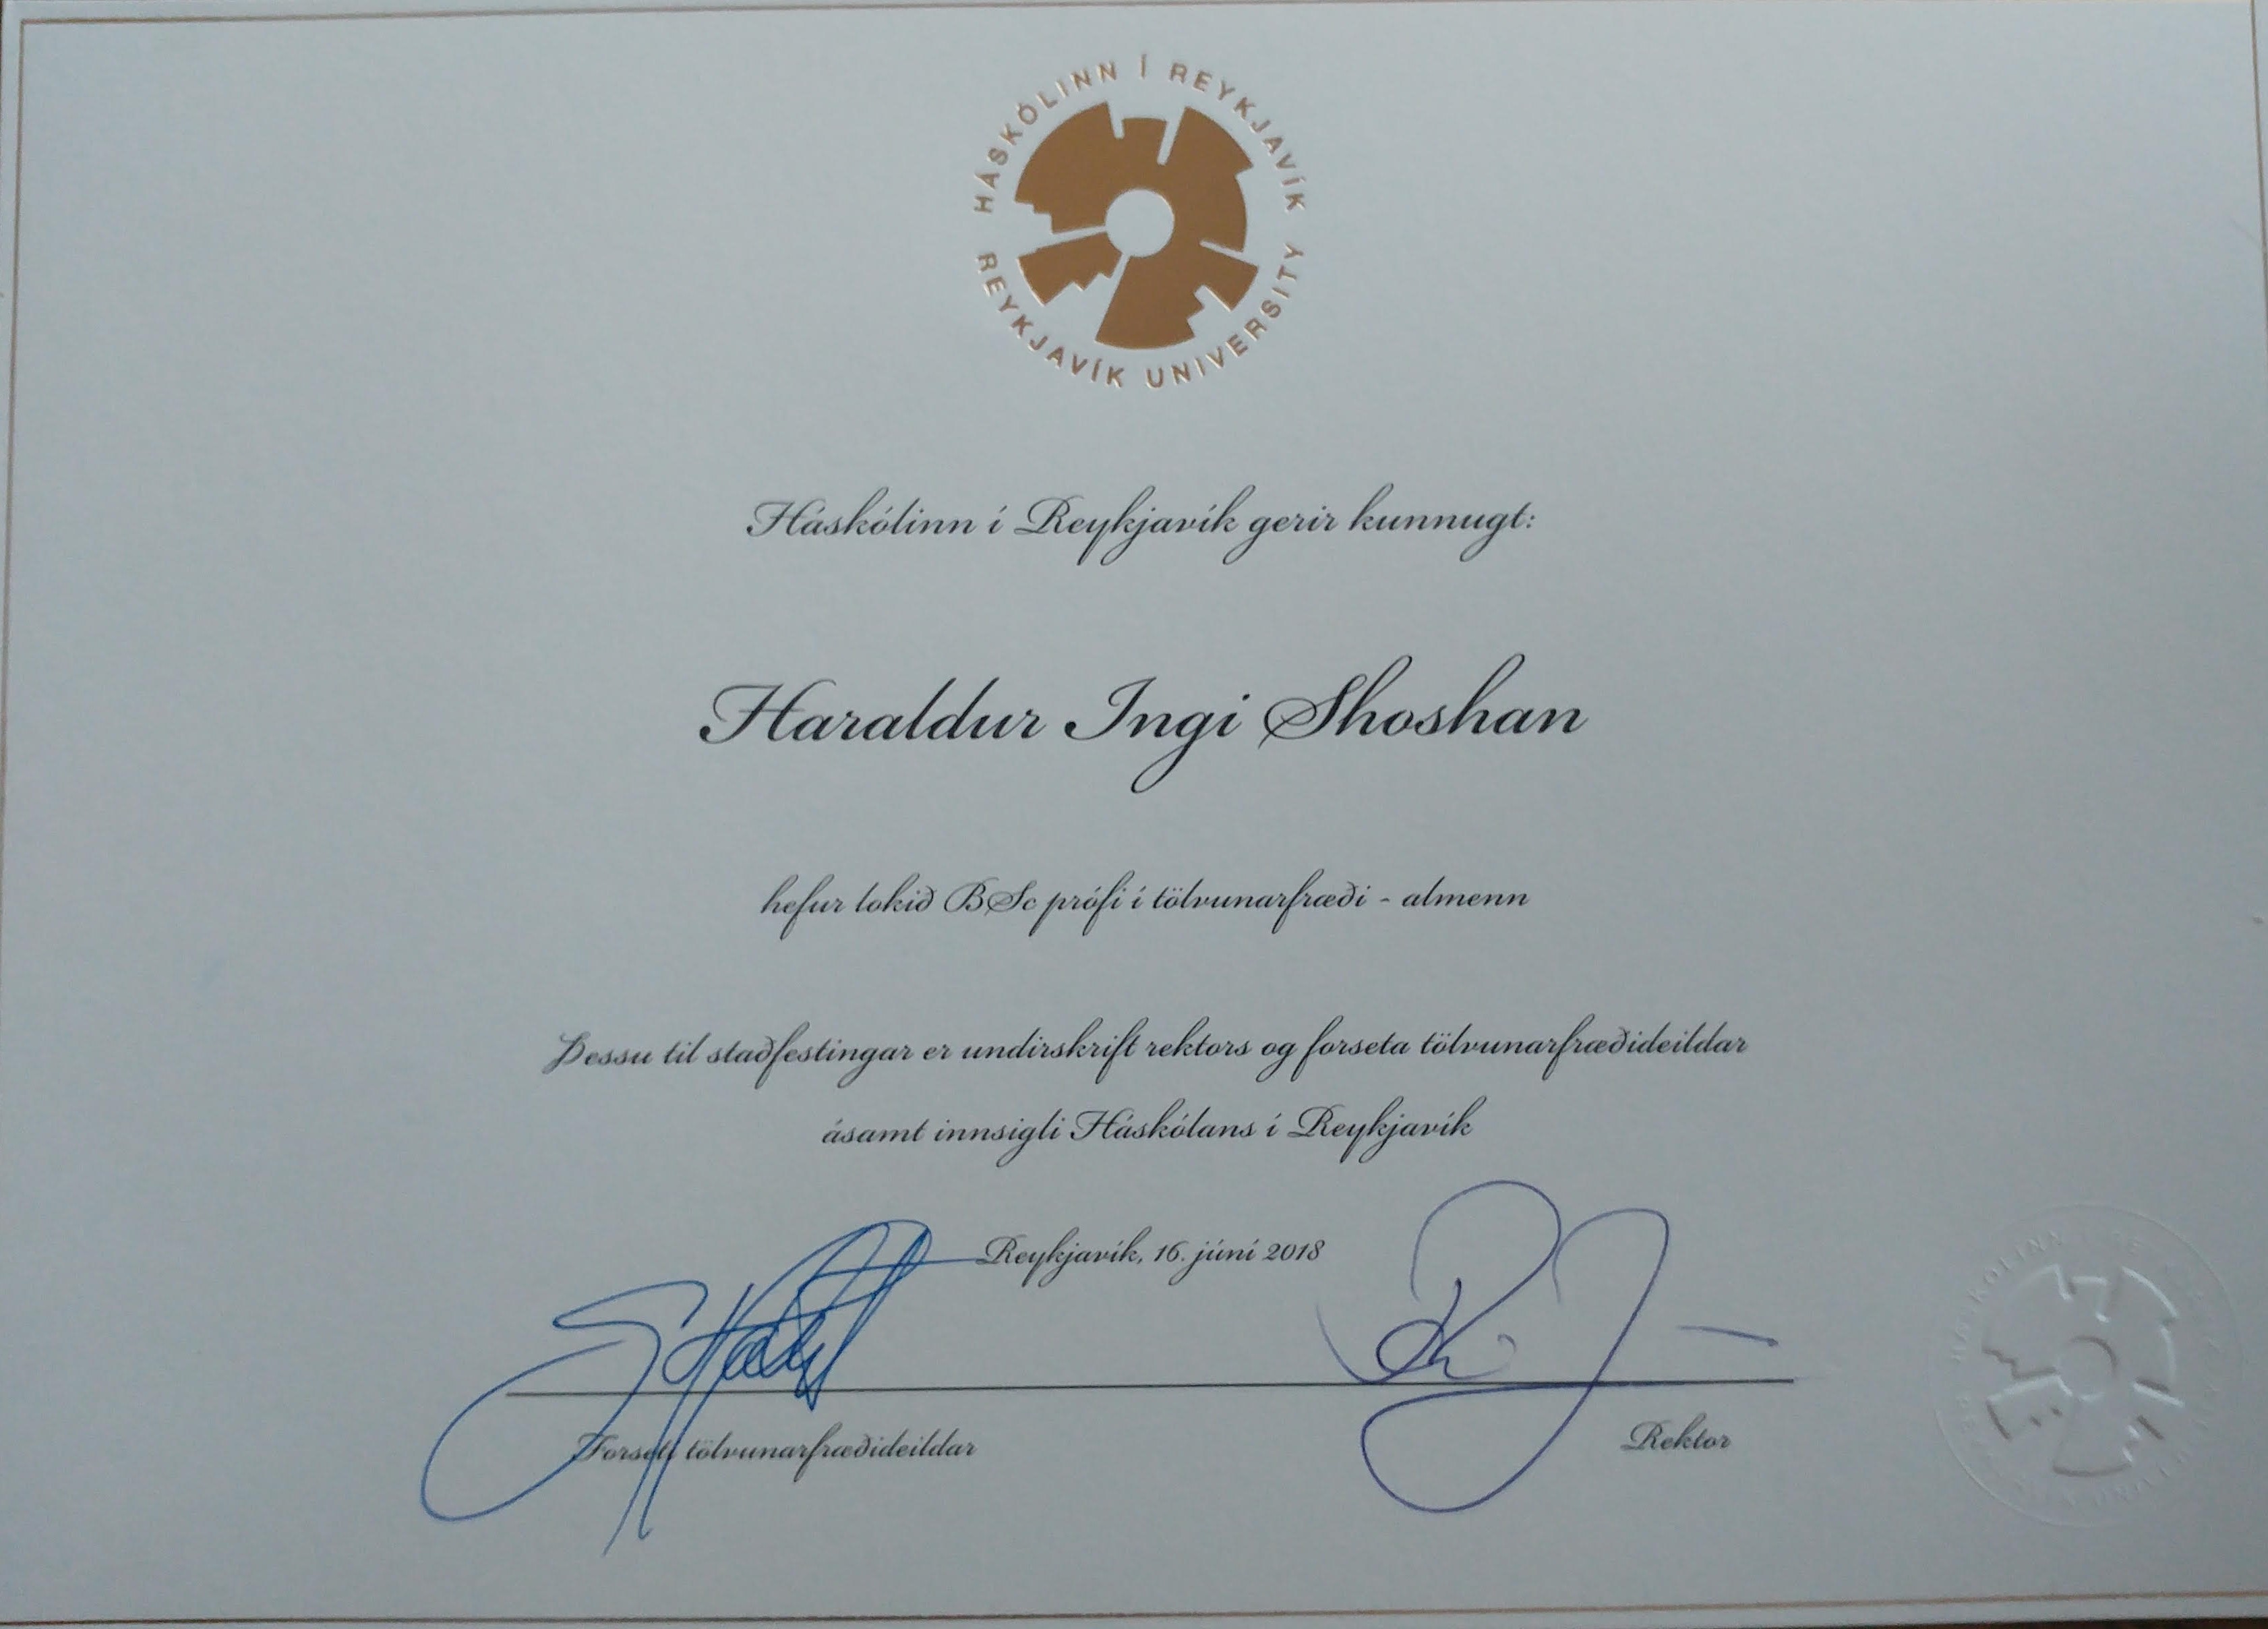 HÁSKÓLINN Í REYKJAVÍK
REYKJAVÍK UNIVERSITY
Háskólinn í Reykjavík gerir kunnugt:
Haraldur Ingi Shoshan
hefur lokið BSc prófi í tölvunarfræði - almenn
Þessu til staðfestingar er undirskrift rektors og forseta tölvunarfræðideildar
ásamt innsigli Háskólans í Reykjavík
Reykjavík, 16. júní 2018
Forseti tölvunarfræðideildar
Rektor